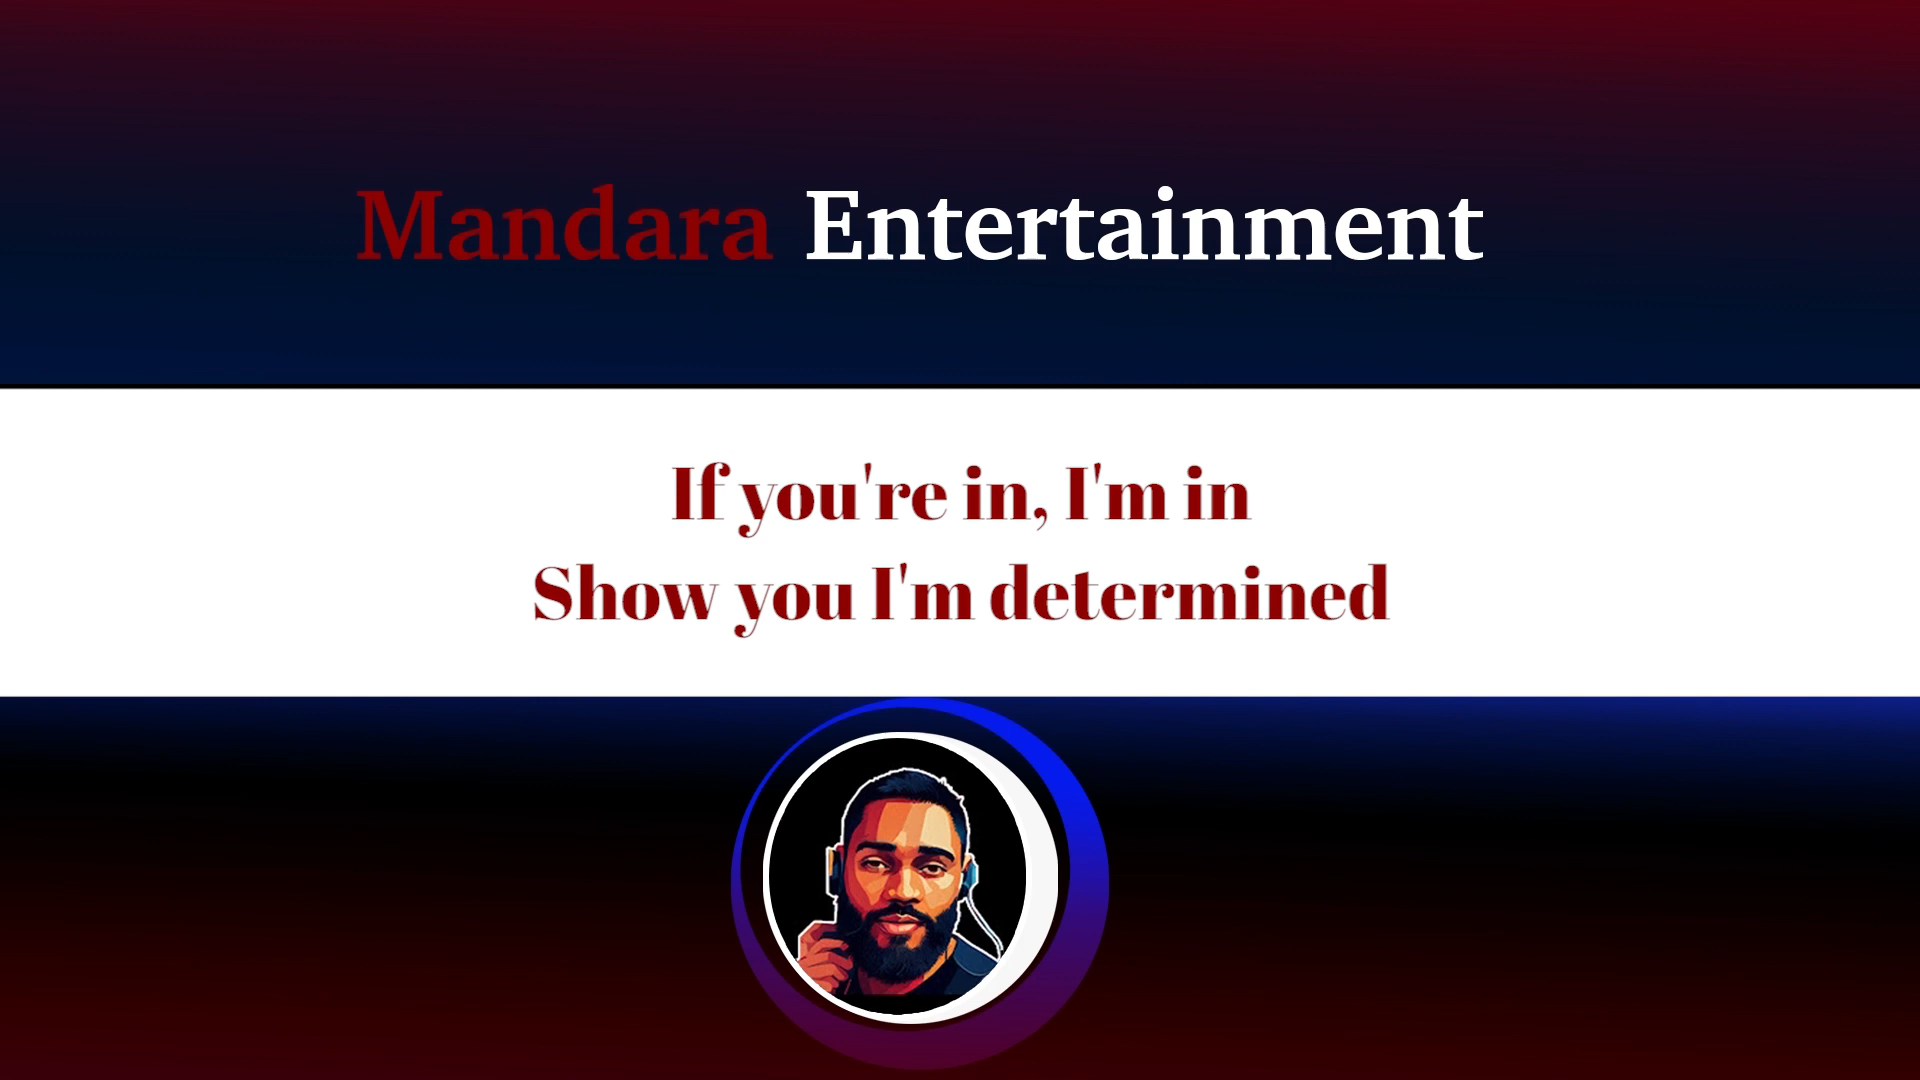 Mandara Entertainment
If you're in, I'm in
Show you I'm determined